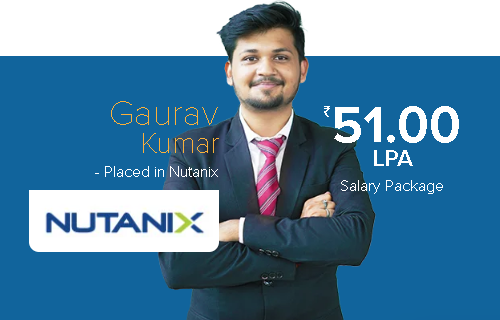 Gaurav
Kumar
- Placed in Nutanix
NUTANIX
₹51.00
LPA
Salary Package